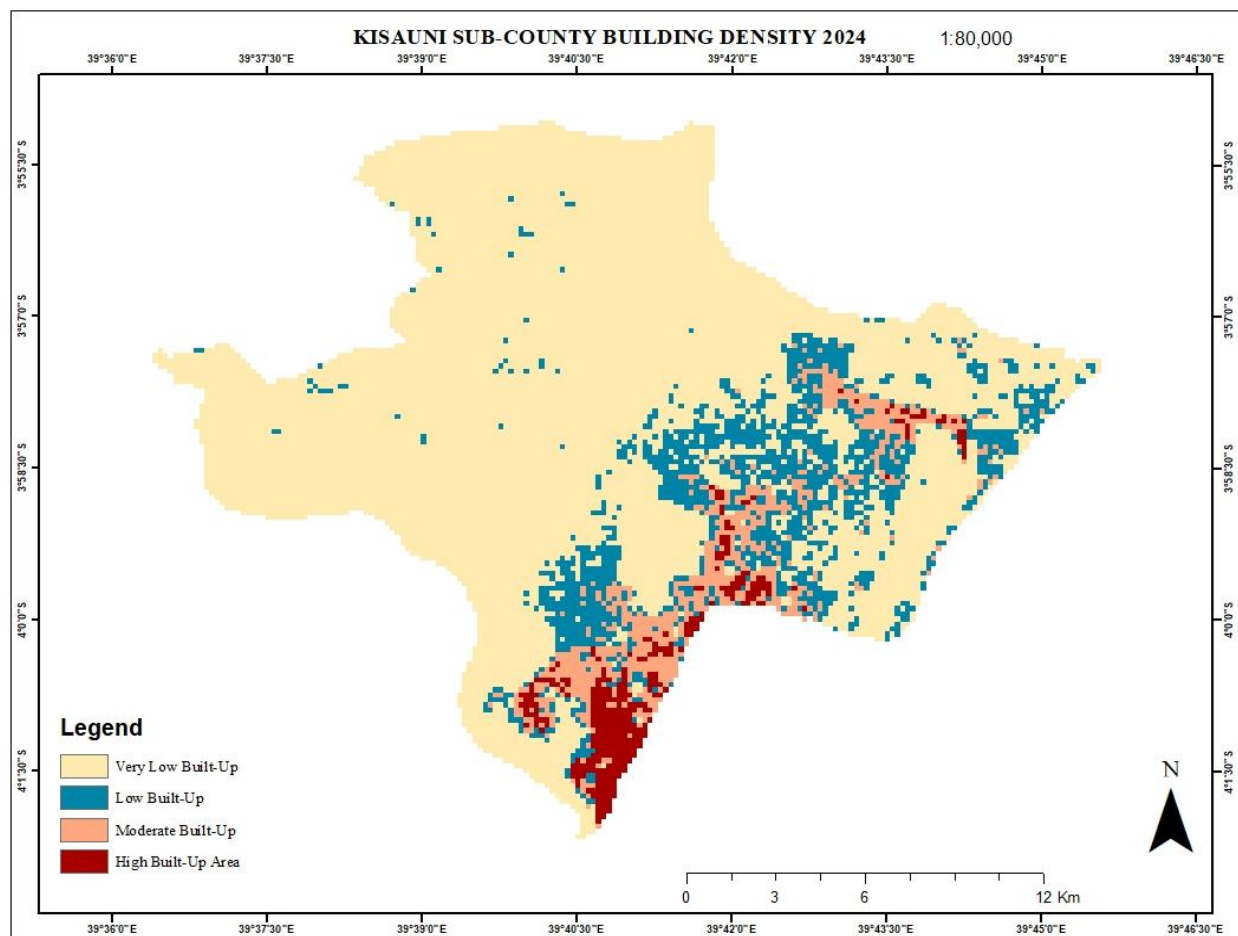 KISAUNI SUB-COUNTY BUILDING DENSITY 2024 1:80,000
39°36'0"E 39°37'30"E 39°39'0"E 39°40'30"E 39°42'0"E 39°43'30"E 39°45'0"E 39°46'30"E
3°55'30"S 3°55'30"S
3°57'0"S 3°57'0"S
3°58'30"S 3°58'30"S
4°0'0"S 4°0'0"S
4°1'30"S 4°1'30"S
Legend
Very Low Built-Up
Low Built-Up
Moderate Built-Up
High Built-Up Area
N
0 3 6 12 Km
39°36'0"E 39°37'30"E 39°39'0"E 39°40'30"E 39°42'0"E 39°43'30"E 39°45'0"E 39°46'30"E